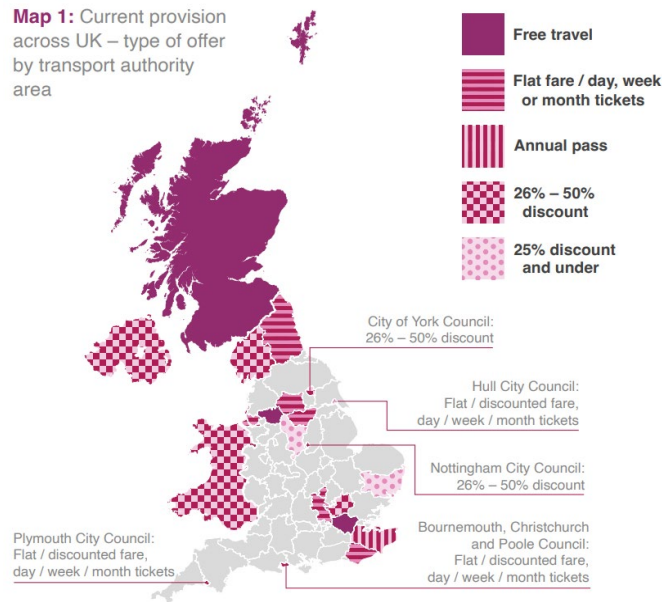 Map 1: Current provision
across UK – type of offer
by transport authority
area
Free travel
Flat fare / day, week
or month tickets
Annual pass
26% – 50%
discount
25% discount
and under
City of York Council:
26% – 50% discount
Hull City Council:
Flat / discounted fare,
day / week / month tickets
Nottingham City Council:
26% – 50% discount
Bournemouth, Christchurch
and Poole Council:
Flat / discounted fare,
day / week / month tickets
Plymouth City Council:
Flat / discounted fare,
day / week / month tickets